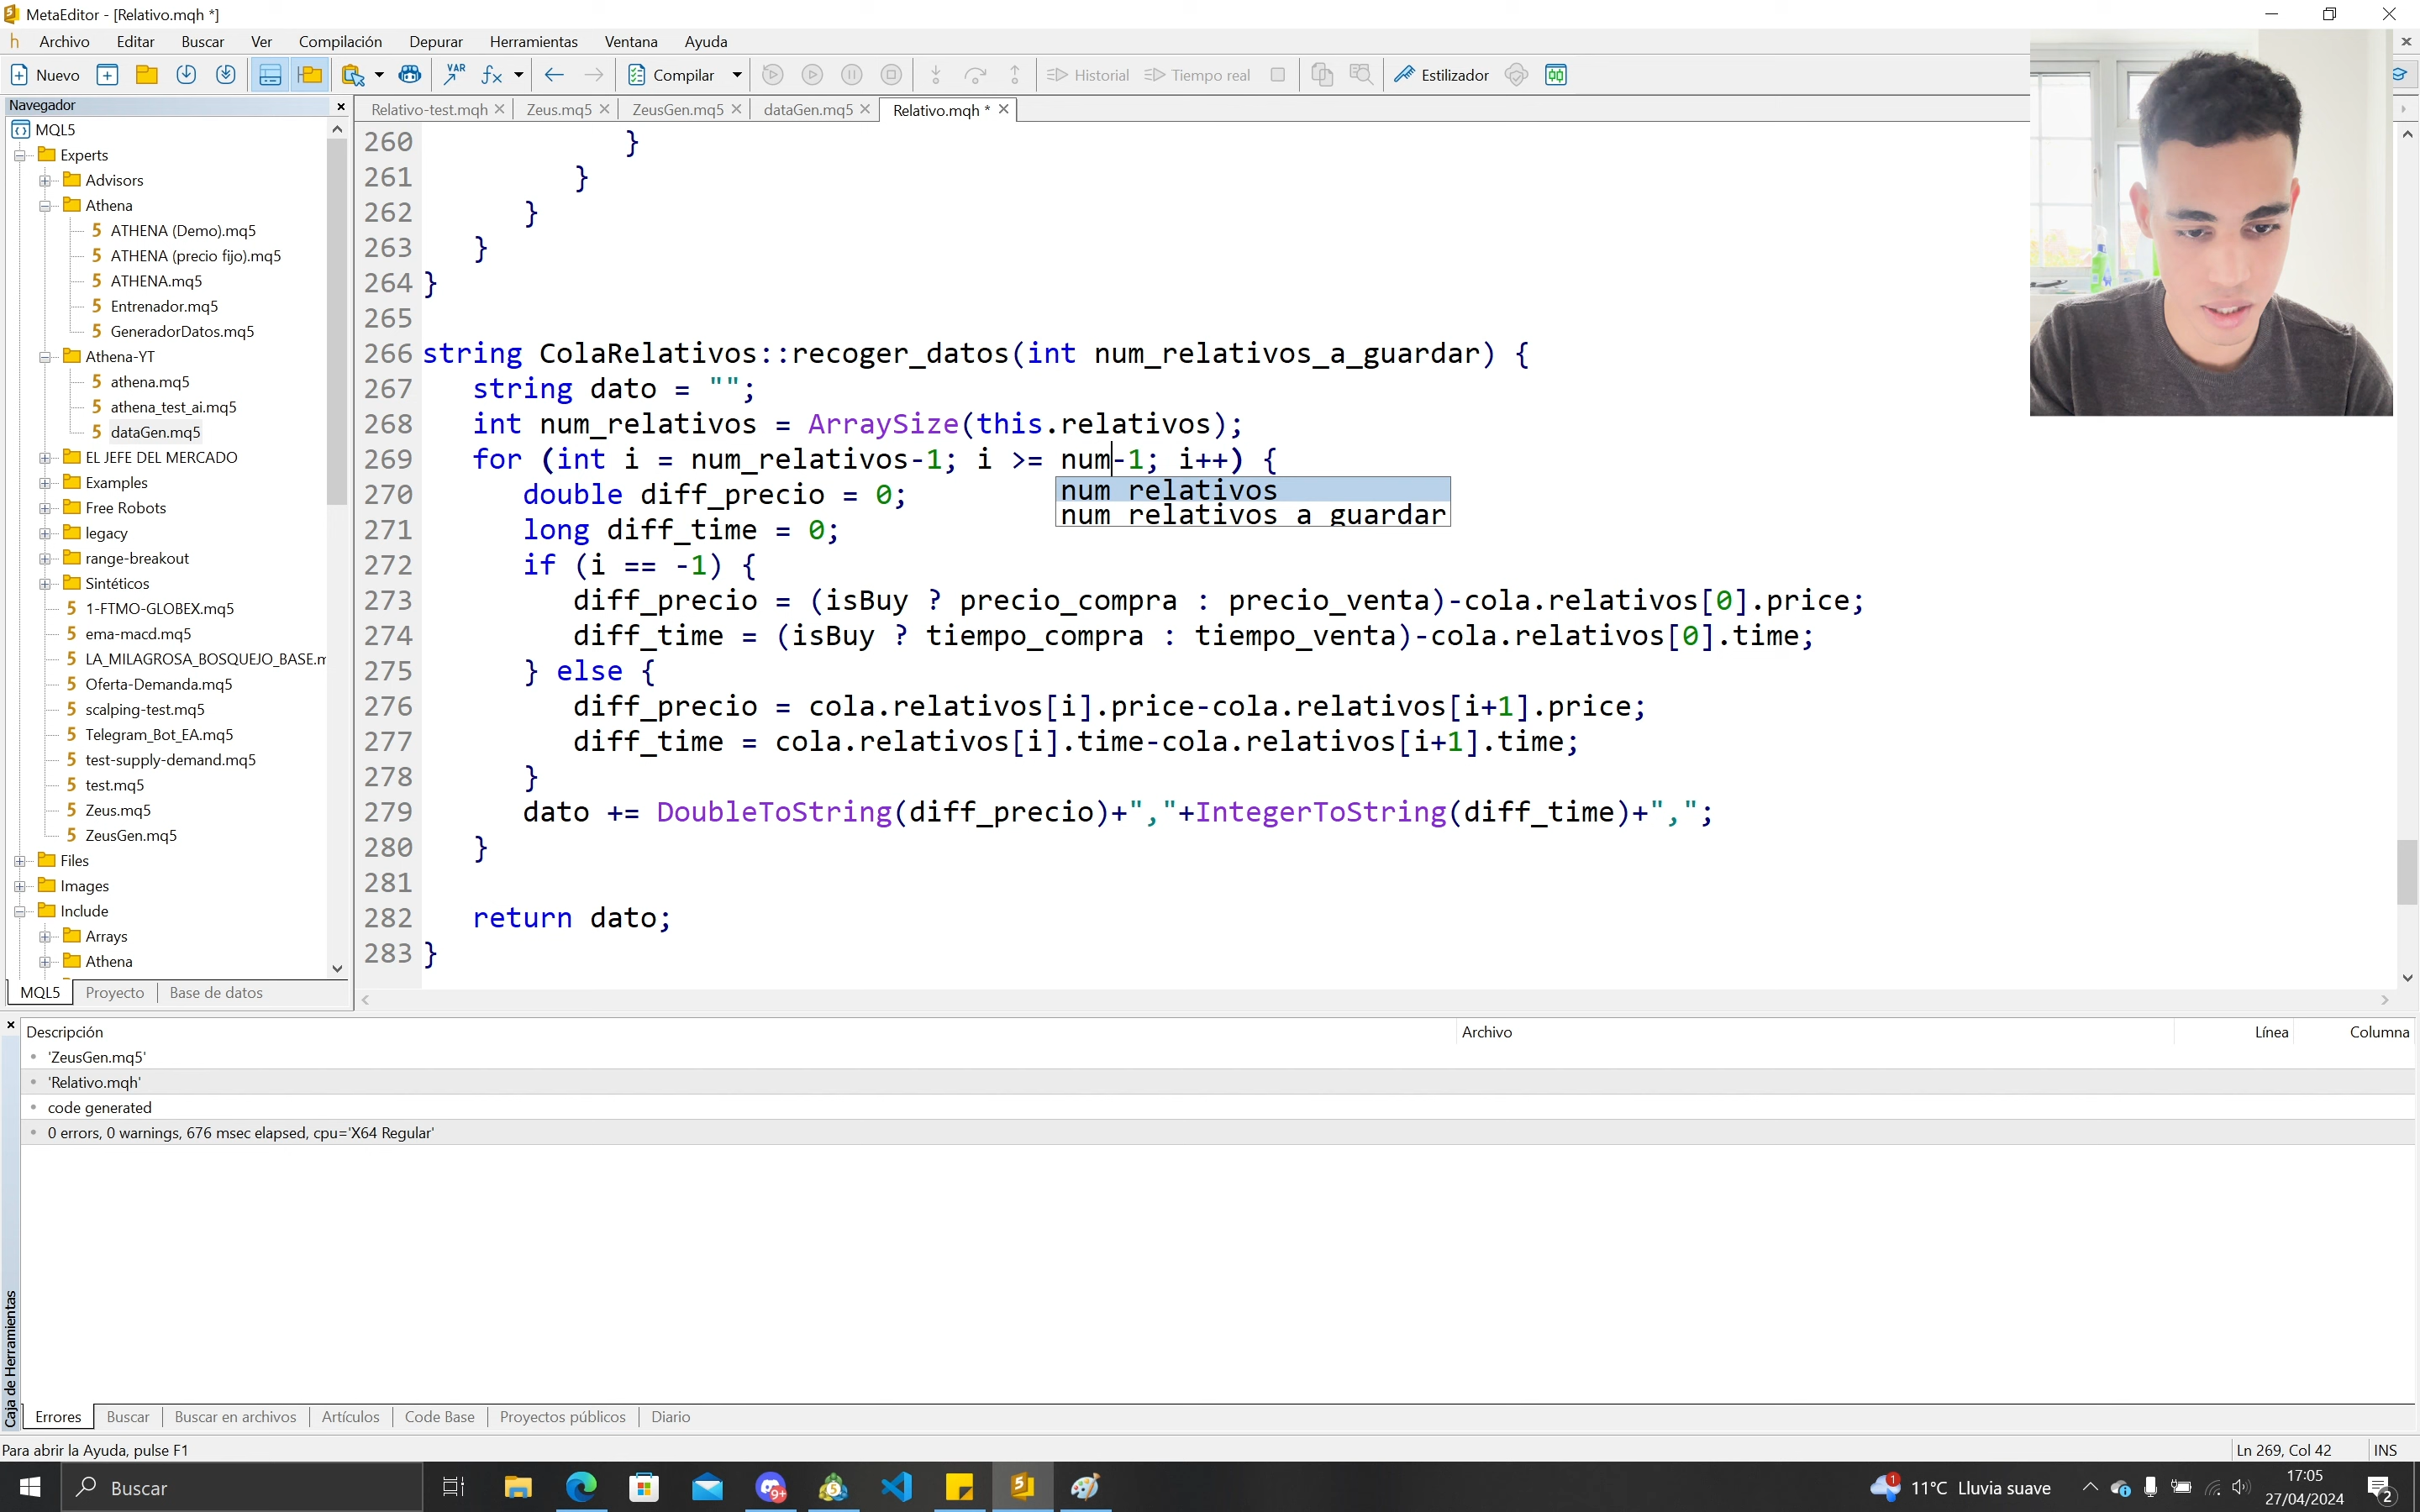 MetaEditor - [Relativo.mqh *]
Archivo Editar Buscar Ver Compilación Depurar Herramientas Ventana Ayuda
Nuevo VAR fx Compilar Historial Tiempo real Estilizador
Navegador
Relativo-test.mqh Zeus.mq5 ZeusGen.mq5 dataGen.mq5 Relativo.mqh *
MQL5
Experts
Advisors
Athena
ATHENA (Demo).mq5
ATHENA (precio fijo).mq5
ATHENA.mq5
Entrenador.mq5
GeneradorDatos.mq5
Athena-YT
athena.mq5
athena_test_ai.mq5
dataGen.mq5
EL JEFE DEL MERCADO
Examples
Free Robots
legacy
range-breakout
Sintéticos
1-FTMO-GLOBEX.mq5
ema-macd.mq5
LA_MILAGROSA_BOSQUEJO_BASE.m
Oferta-Demanda.mq5
scalping-test.mq5
Telegram_Bot_EA.mq5
test-supply-demand.mq5
test.mq5
Zeus.mq5
ZeusGen.mq5
Files
Images
Include
Arrays
Athena
MQL5 Proyecto Base de datos
260 }
261 }
262 }
263 }
264 }
265
266 string ColaRelativos::recoger_datos(int num_relativos_a_guardar) {
267 string dato = "";
268 int num_relativos = ArraySize(this.relativos);
269 for (int i = num_relativos-1; i >= num-1; i++) {
num_relativos
num_relativos_a_guardar
270 double diff_precio = 0;
271 long diff_time = 0;
272 if (i == -1) {
273 diff_precio = (isBuy ? precio_compra : precio_venta)-cola.relativos[0].price;
274 diff_time = (isBuy ? tiempo_compra : tiempo_venta)-cola.relativos[0].time;
275 } else {
276 diff_precio = cola.relativos[i].price-cola.relativos[i+1].price;
277 diff_time = cola.relativos[i].time-cola.relativos[i+1].time;
278 }
279 dato += DoubleToString(diff_precio)+","+IntegerToString(diff_time)+",";
280 }
281
282 return dato;
283 }
Descripción Archivo Línea Columna
'ZeusGen.mq5'
'Relativo.mqh'
code generated
0 errors, 0 warnings, 676 msec elapsed, cpu='X64 Regular'
Caja de Herramientas
Errores Buscar Buscar en archivos Artículos Code Base Proyectos públicos Diario
Para abrir la Ayuda, pulse F1 Ln 269, Col 42 INS
Buscar 9+ 1 11°C Lluvia suave 17:05
27/04/2024 2